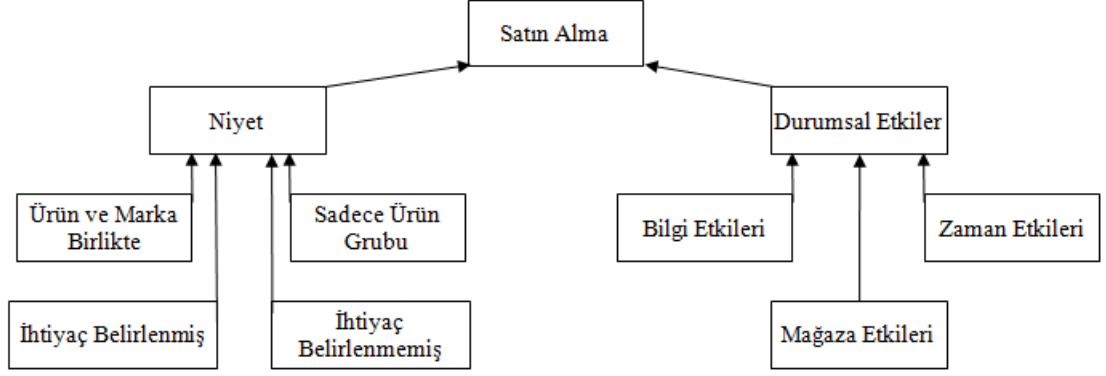 Satın Alma
Niyet
Durumsal Etkiler
Ürün ve Marka
Birlikte
Sadece Ürün
Grubu
Bilgi Etkileri
Zaman Etkileri
İhtiyaç Belirlenmiş
İhtiyaç
Belirlenmemiş
Mağaza Etkileri